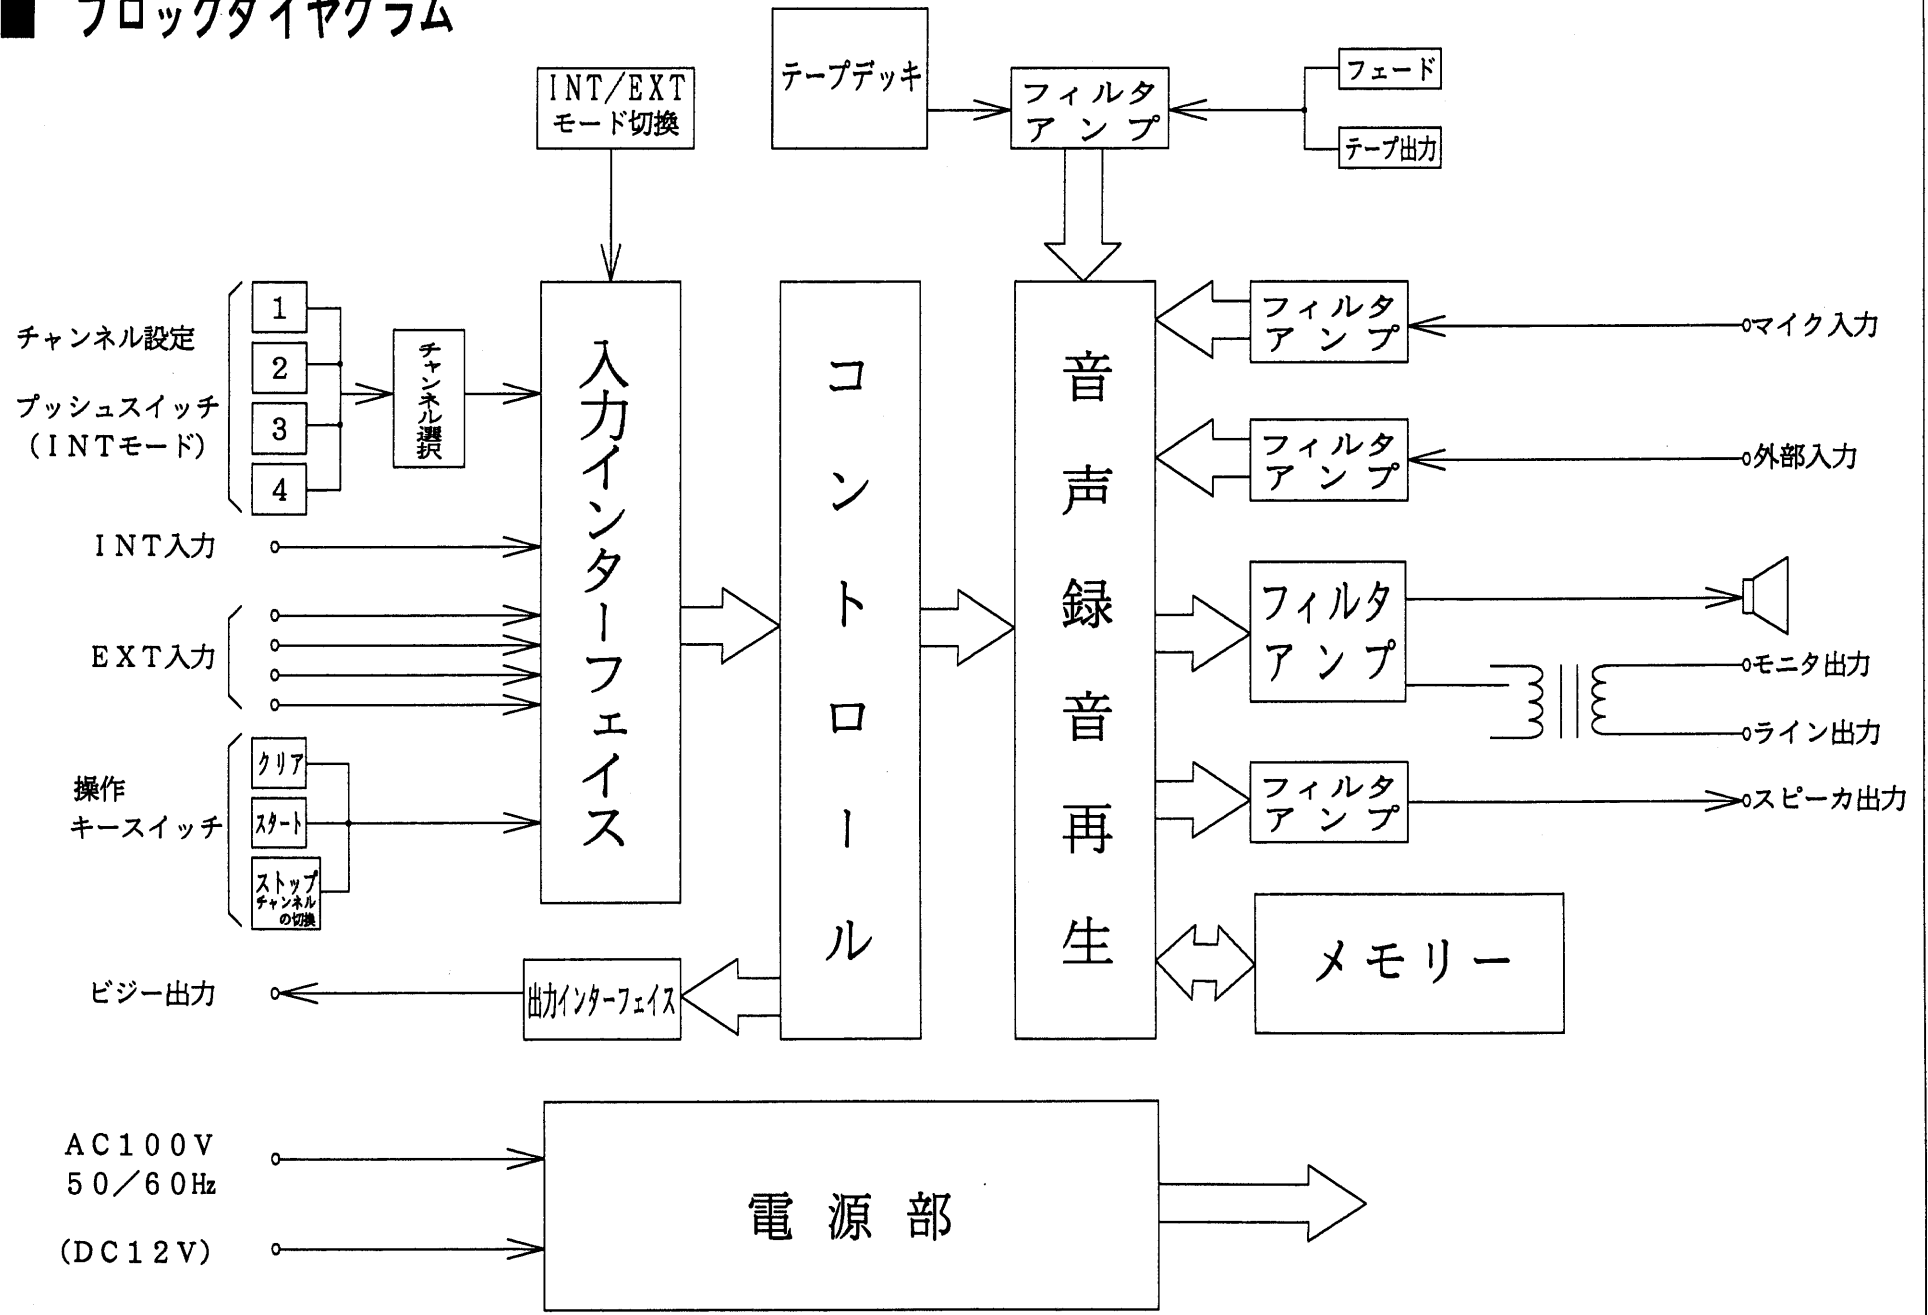 ■ ブロックダイヤグラム
INT/EXT
モード切換
テープデッキ
フィルタ
アンプ
フェード
テープ出力
チャンネル設定
プッシュスイッチ
(INTモード)
1
2
3
4
チャンネル選択
INT入力
EXT入力
操作
キースイッチ
クリア
スタート
ストップ
チャンネル
の切換
ビジー出力
出力インターフェイス
入力インターフェイス
コントロール
音声録音再生
フィルタ
アンプ
マイク入力
フィルタ
アンプ
外部入力
フィルタ
アンプ
モニタ出力
ライン出力
フィルタ
アンプ
スピーカ出力
メモリー
AC100V
50/60Hz
(DC12V)
電源部